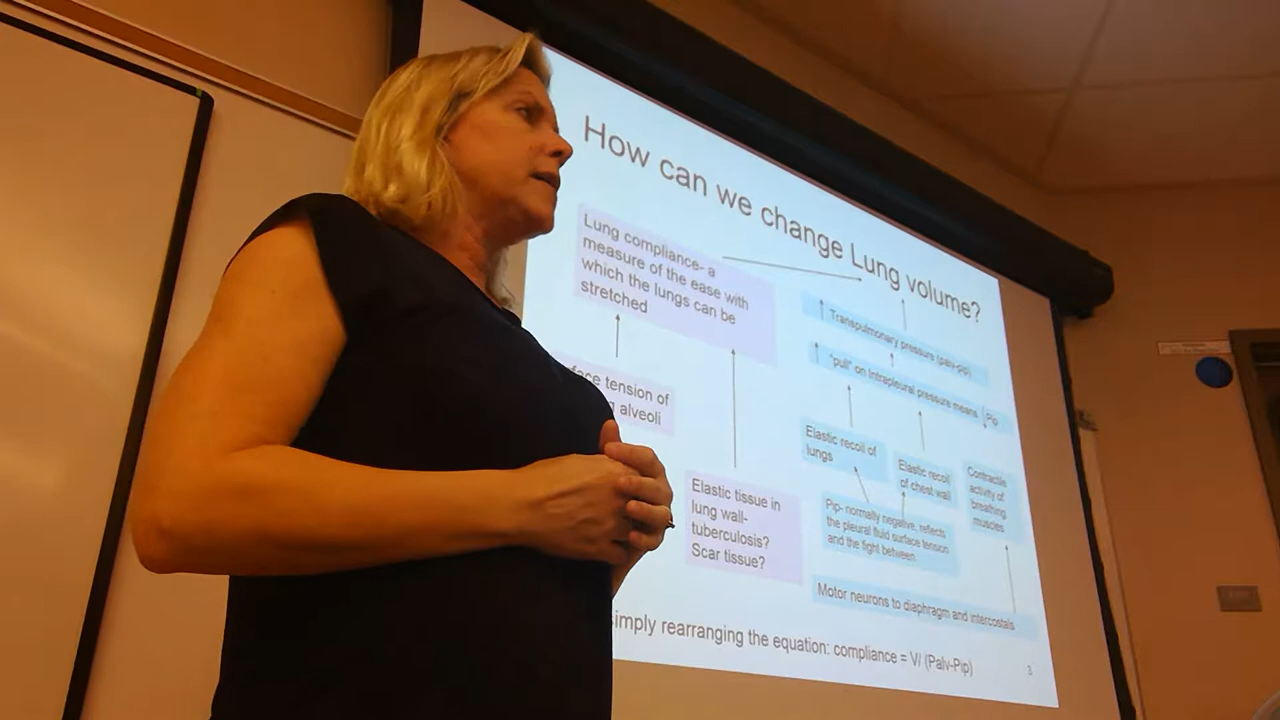 How can we change Lung volume?
Lung compliance- a
measure of the ease with
which the lungs can be
stretched
Transpulmonary pressure (palv-pip)
"pull" on Intrapleural pressure means Pip
face tension of
alveoli
Elastic recoil of
lungs
Elastic recoil
of chest wall
Contractile
activity of
breathing
muscles
Elastic tissue in
lung wall-
tuberculosis?
Scar tissue?
Pip- normally negative, reflects
the pleural fluid surface tension
and the fight between
Motor neurons to diaphragm and intercostals
imply rearranging the equation: compliance = V/ (Palv-Pip)
3